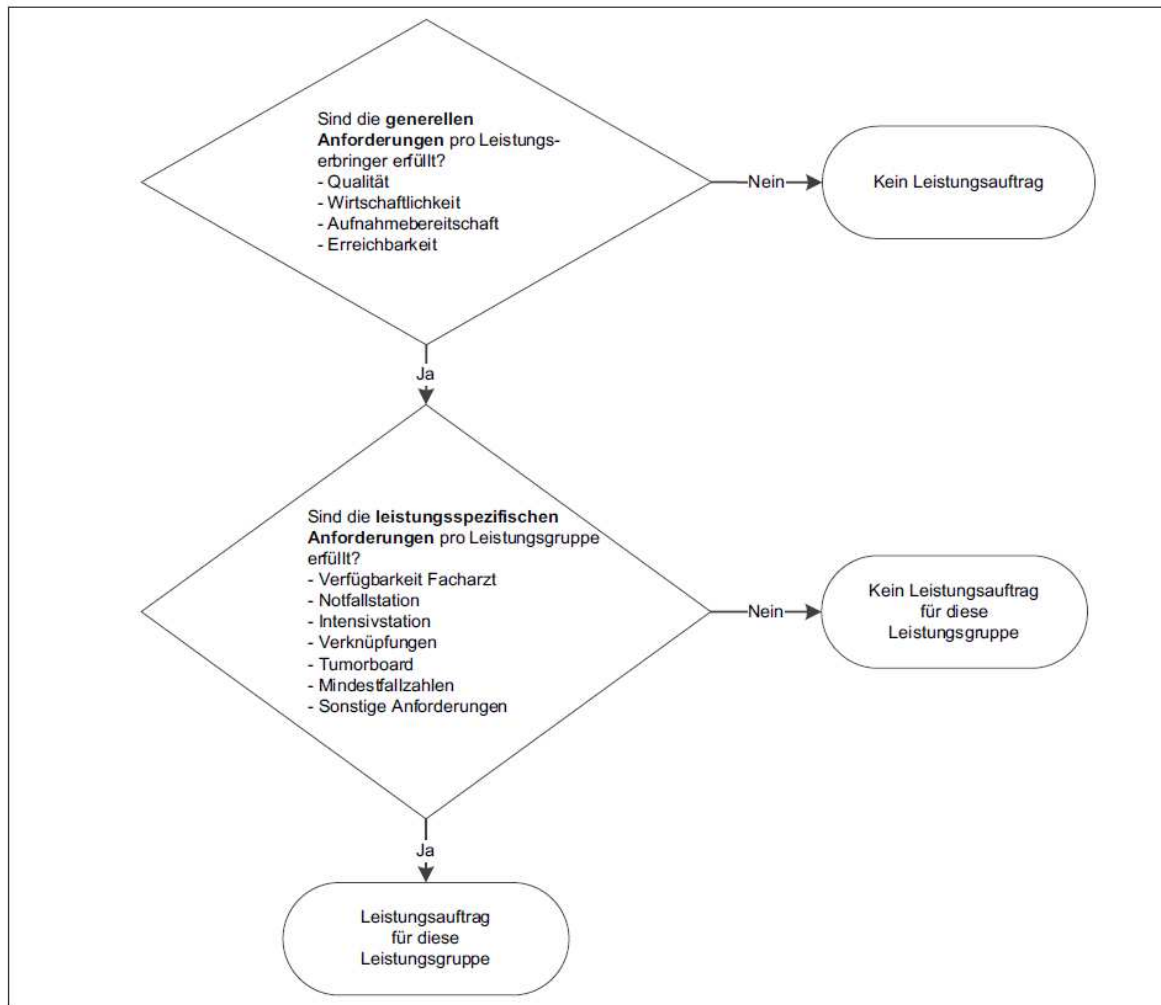 Sind die generellen
Anforderungen pro Leistungs-
erbringer erfüllt?
- Qualität
- Wirtschaftlichkeit
- Aufnahmebereitschaft
- Erreichbarkeit
Nein
Kein Leistungsauftrag
Ja
Sind die leistungsspezifischen
Anforderungen pro Leistungsgruppe
erfüllt?
- Verfügbarkeit Facharzt
- Notfallstation
- Intensivstation
- Verknüpfungen
- Tumorboard
- Mindestfallzahlen
- Sonstige Anforderungen
Nein
Kein Leistungsauftrag
für diese
Leistungsgruppe
Ja
Leistungsauftrag
für diese
Leistungsgruppe